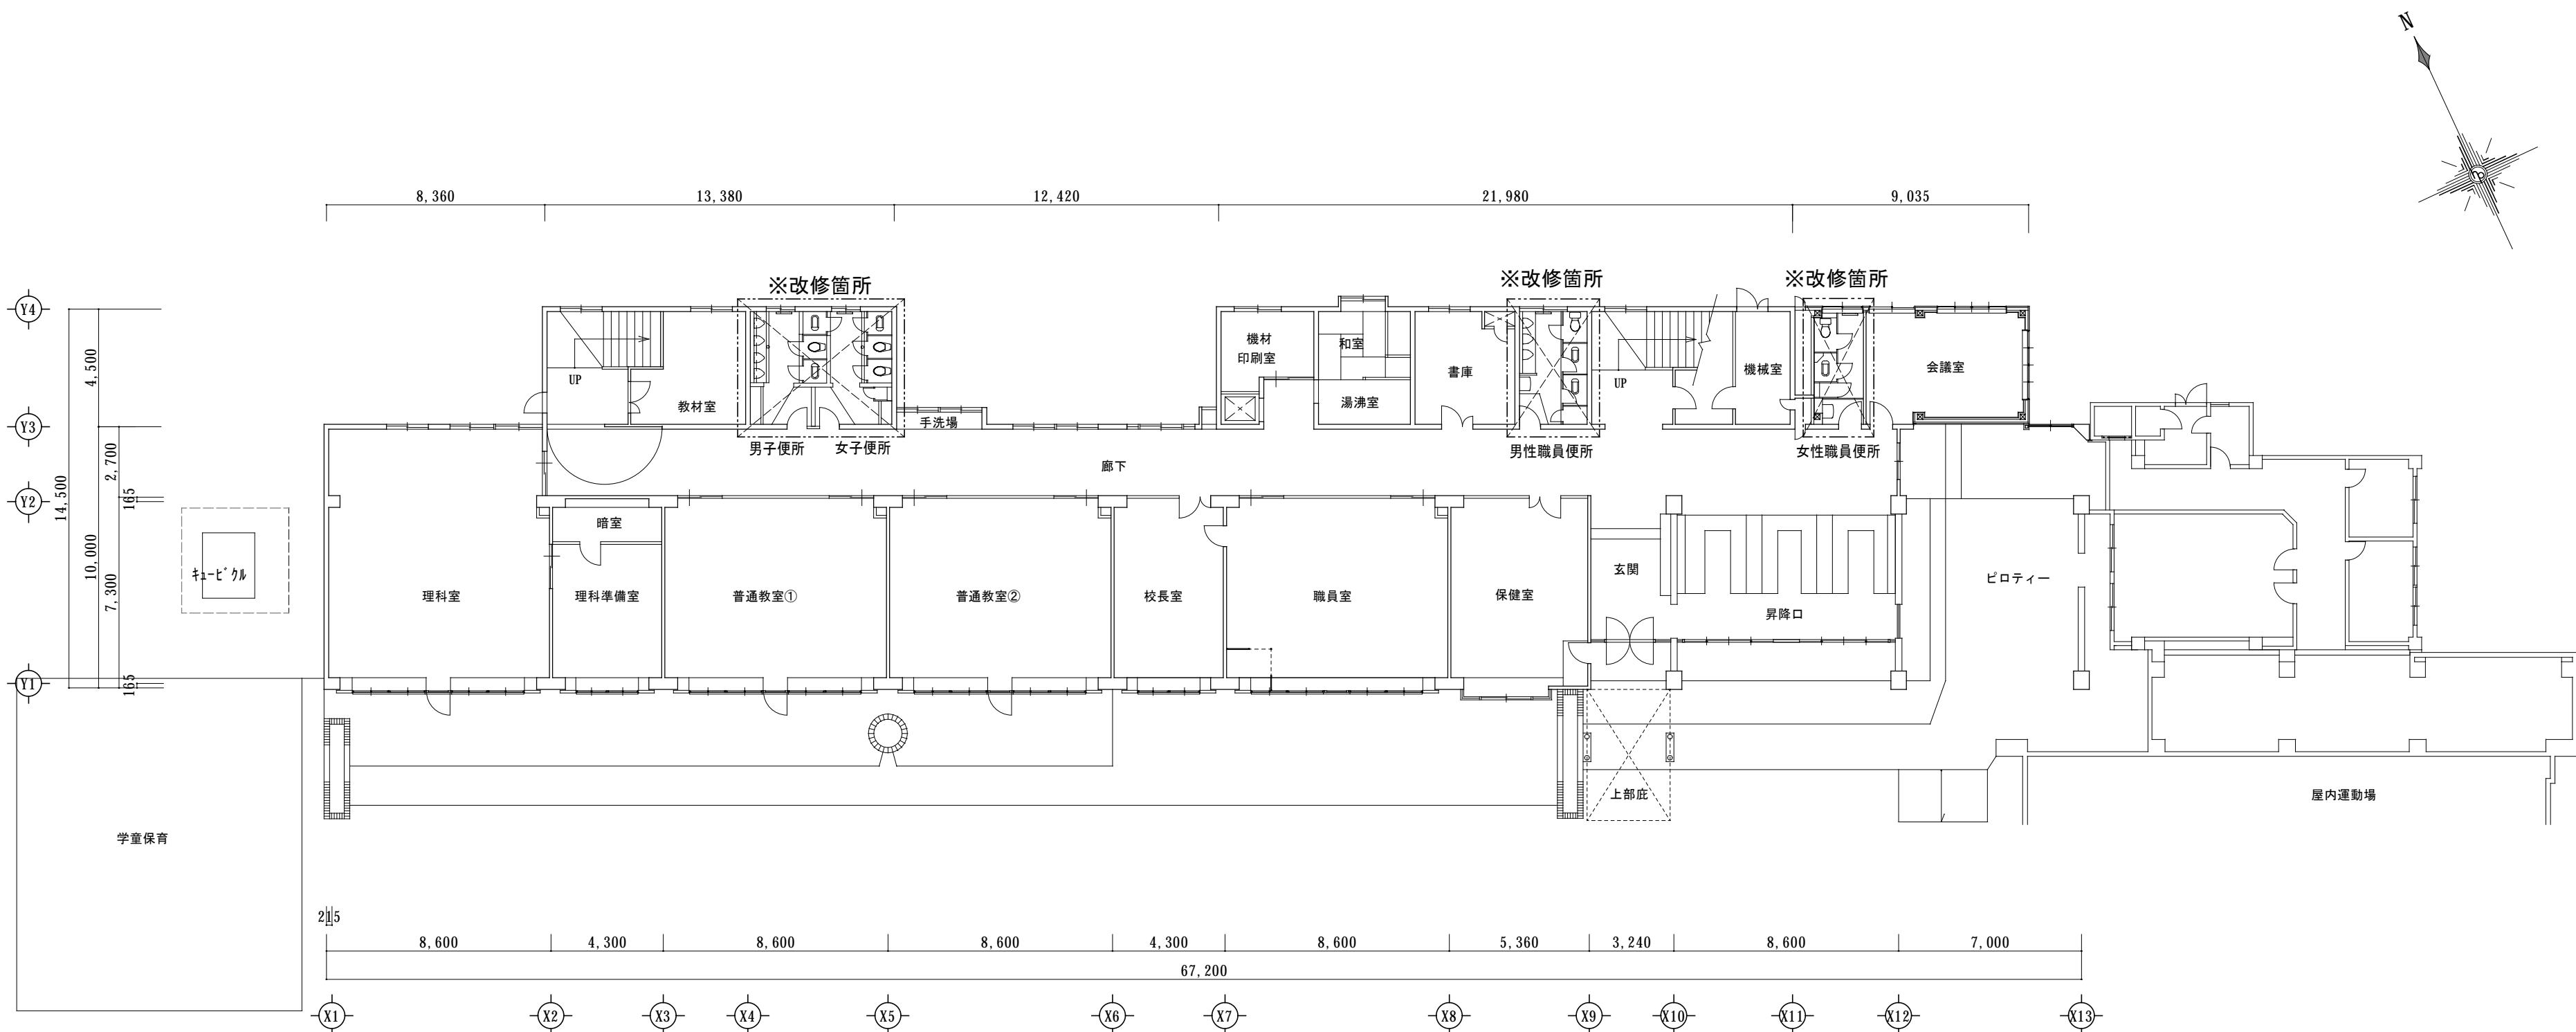 N
8,360
13,380
12,420
21,980
9,035
※改修箇所
※改修箇所
※改修箇所
Y4
Y3
Y2
Y1
4,500
2,700
165
14,500
10,000
7,300
165
UP
教材室
男子便所
女子便所
手洗場
機材
印刷室
和室
湯沸室
書庫
男性職員便所
UP
機械室
女性職員便所
会議室
廊下
キュービクル
理科室
暗室
理科準備室
普通教室①
普通教室②
校長室
職員室
保健室
玄関
昇降口
ピロティー
上部庇
屋内運動場
学童保育
215
8,600
4,300
8,600
8,600
4,300
8,600
5,360
3,240
8,600
7,000
67,200
X1
X2
X3
X4
X5
X6
X7
X8
X9
X10
X11
X12
X13